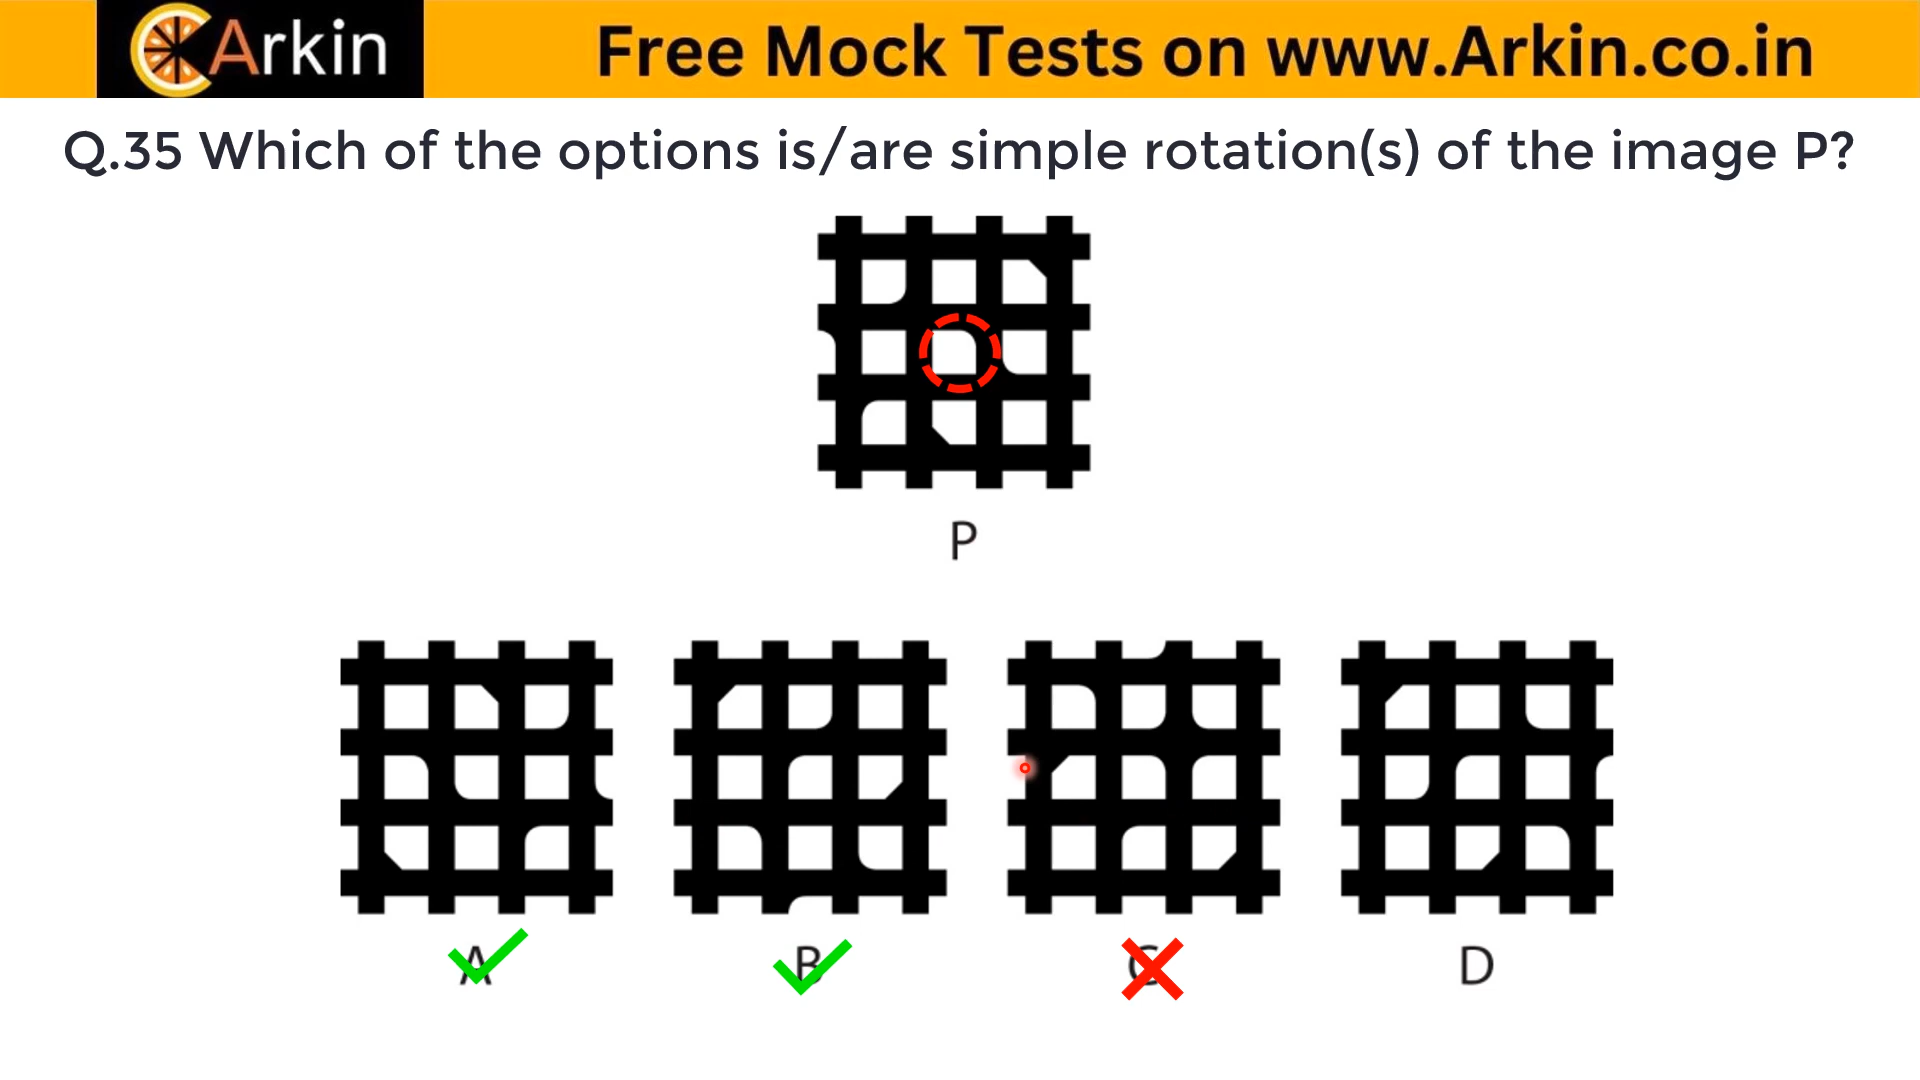 Arkin
Free Mock Tests on www.Arkin.co.in
Q.35 Which of the options is/are simple rotation(s) of the image P?
P
A B C D